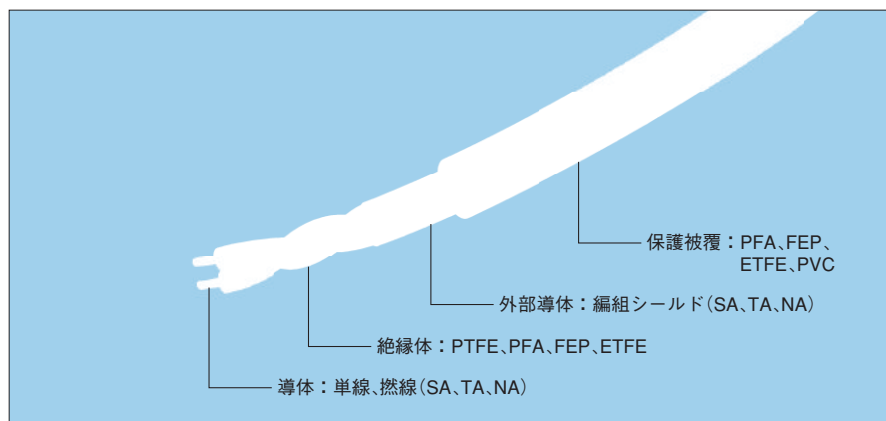 保護被覆：PFA、FEP、
ETFE、PVC
外部導体：編組シールド(SA、TA、NA)
絶縁体：PTFE、PFA、FEP、ETFE
導体：単線、撚線(SA、TA、NA)